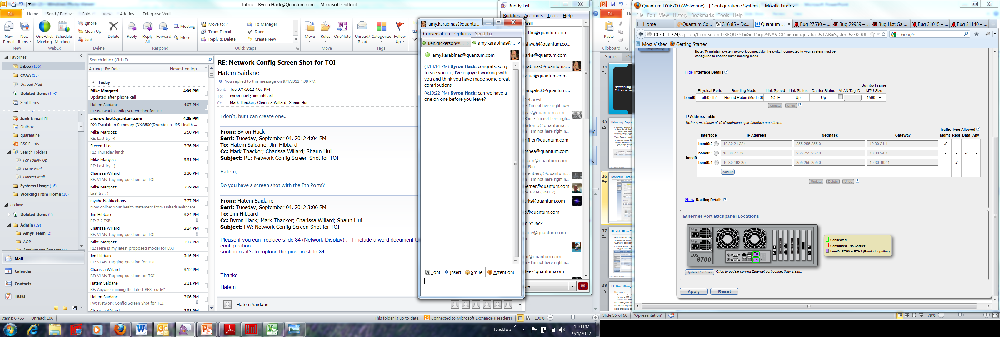 Inbox - Byron.Hack@Quantum.com - Microsoft Outlook
File Home Send / Receive Folder View Add-Ins Enterprise Vault
New E-mail
New Items
One-Click Meeting
Schedule Meeting
Ignore
Clean Up
Junk
Delete
Reply
Reply All
Forward
Meeting
More
Move to: ?
Team E-mail
Reply & Delete
To Manager
Done
Create New
Move
Rules
OneNote
Unread/ Read
Categorize
Follow Up
New WebEx Delete Respond Quick Steps Move Tags
Favorites
Inbox (106)
CYAA (15)
Unread Mail
Deleted Items (103)
Sent Items
Junk E-mail [1]
Outbox
quarantine
RSS Feeds
Search Folders
For Follow Up
Large Mail
Unread Mail
Systems Usage (16)
Working From Home (18)
archive
Deleted Items (2)
Admin (39)
Amys Team (2)
AOP
Mail
Calendar
Contacts
Tasks
Items: 6,766 Unread: 106
Search Inbox (Ctrl+E)
Arrange By: Date Newest on top
Today
Mike Margozzi 4:09 PM
Updated after phone call
Hatem Saidane 4:07 PM
RE: Network Config Screen Shot for TOI
andrew.lue@quantum.com 4:05 PM
DXi Escalation Summary (DXi8500(Drambuie), JPS Health ...
Mike Margozzi 3:50 PM
RE: Last try :-)
Steven J Lee 3:36 PM
RE: Thursday lunch
Mike Margozzi 3:31 PM
RE: Last try :-)
Charissa Willard 3:30 PM
RE: VLAN Tagging question for TOI
Mike Margozzi 3:29 PM
Last try :-)
myuhc Notifications 3:27 PM
Now online: Your health statement from UnitedHealthcare
Jim Hibbard 3:24 PM
RE: 2.2 TSBs
Charissa Willard 3:24 PM
RE: VLAN Tagging question for TOI
Mike Margozzi 3:17 PM
RE: Here is my latest proposed model for DXi
Jim Hibbard 3:16 PM
RE: VLAN Tagging question for TOI
Charissa Willard 3:12 PM
RE: VLAN Tagging question for TOI
Hatem Saidane 3:11 PM
RE: Anyone running the latest RESt code?
Hatem Saidane 3:06 PM
FW: Network Config Screen Shot for TOI
Charissa Willard 2:33 PM
RE: Network Config Screen Shot for TOI
Hatem Saidane
You replied to this message on 9/4/2012 4:08 PM.
Sent: Tue 9/4/2012 4:07 PM
To: Byron Hack; Jim Hibbard
Cc: Mark Thacker; Charissa Willard; Shaun Hui
I don't, but I can create one...
From: Byron Hack
Sent: Tuesday, September 04, 2012 4:04 PM
To: Hatem Saidane; Jim Hibbard
Cc: Mark Thacker; Charissa Willard; Shaun Hui
Subject: RE: Network Config Screen Shot for TOI
Hatem,
Do you have a screen shot with the Eth Ports?
From: Hatem Saidane
Sent: Tuesday, September 04, 2012 3:06 PM
To: Jim Hibbard
Cc: Byron Hack; Mark Thacker; Charissa Willard; Shaun Hui
Subject: FW: Network Config Screen Shot for TOI
Please if you can replace slide 34 (Network Display) . I include a word document to
configuration
section as it's to replace the pics in slide 34.
Thanks
Hatem.
Hatem Saidane
This folder is up to date. Connected to Microsoft Exchange (Headers) 100%
amy.karabinas@quantu...
Conversation Options Send To
ken.dickerson@... amy.karabinas@...
amy.karabinas@quantum.com
(4:10:14 PM) Byron Hack: congrats, sorry
to see you go, I've enjoyed working with
you and think you have made some great
contributions
(4:10:22 PM) Byron Hack: can we have a
one on one before you leave?
Font Insert Smile! Attention!
Buddy List
Buddies Accounts Tools Help
affin@quantum.com
shwah@quantum.co...
arke@quantum.com
arabinas@quantum.c...
w.lue@quantum.com
angalick@quantum.com...
DeForest
- I'm not here right now
avis@quantum.com
35m - I'm not here righ...
lidonio@quantum.c...
- I'm not here right n...
miller@quantum.com
oshea@quantum.com
ham@quantum.com
09m
genberg@quantum....
n - I'm not here right n...
berner@quantum.com
ce 16:09 (GMT-7)
arks@quantum.com
o@quantum.com
n St Jack
ade@quantum.com
m@quantum.com
n - I'm not here right n...
lee@quantum.com
File
Paste
Clipboard
Slides
34
Networking
Enhancements
35
36
37
38
FC Role Change
Use cases:
Slide 36 of 60 "Qpresentation" 79%
Quantum DXi6700 (Wolverine) - [ Configuration : System ] - Mozilla Firefox
File Edit View History Bookmarks Tools Help
Home Quantum Co... G16 85 - Dx... Quantum ... Bug 27530 – ... Bug 29989 – ... Bug List: Gal... Bug 31015 – ... Bug 31140 – ...
10.30.21.224/cgi-bin/tlem_submit?REQUEST=GetPage&NAVIOPT=Configuration&TAB=System&GROUP
Google
Most Visited Getting Started
Reporting
Note: To maintain system network connectivity the switch connected to your system must be
configured to use the same bonding mode.
Hide Interface Details
Physical Ports Bonding Mode Link Speed Link Status Carrier Status VLAN Tag ID Jumbo Frame MTU Size
bond0 eth0,eth1 Round Robin (Mode 0) 1GbE Up Up 1500
Update Undo
IP Address Table
Note: A maximum of 10 IP addresses per interface are allowed.
Traffic Type Allowed
Interface IP Address Netmask Gateway Mgmt Repl Data Any
bond0
bond0:2 10.30.21.224 255.255.255.0 10.30.21.1 ✓ - - -
bond0:3 10.30.27.39 255.255.252.0 10.30.24.1 - - ✓ -
bond0:4 10.30.192.35 255.255.255.0 10.30.192.1 - ✓ - -
Add IP
Update Delete Undo
Show Routing Details
Ethernet Port Backpanel Locations
DXi 6700
E0
E1
Connected
Configured - No Carrier
bond0: ETH0 + ETH1 (Bonded together)
Update Port View Click to update current Ethernet port connectivity status.
Apply Reset
Desktop
4:10 PM
9/4/2012